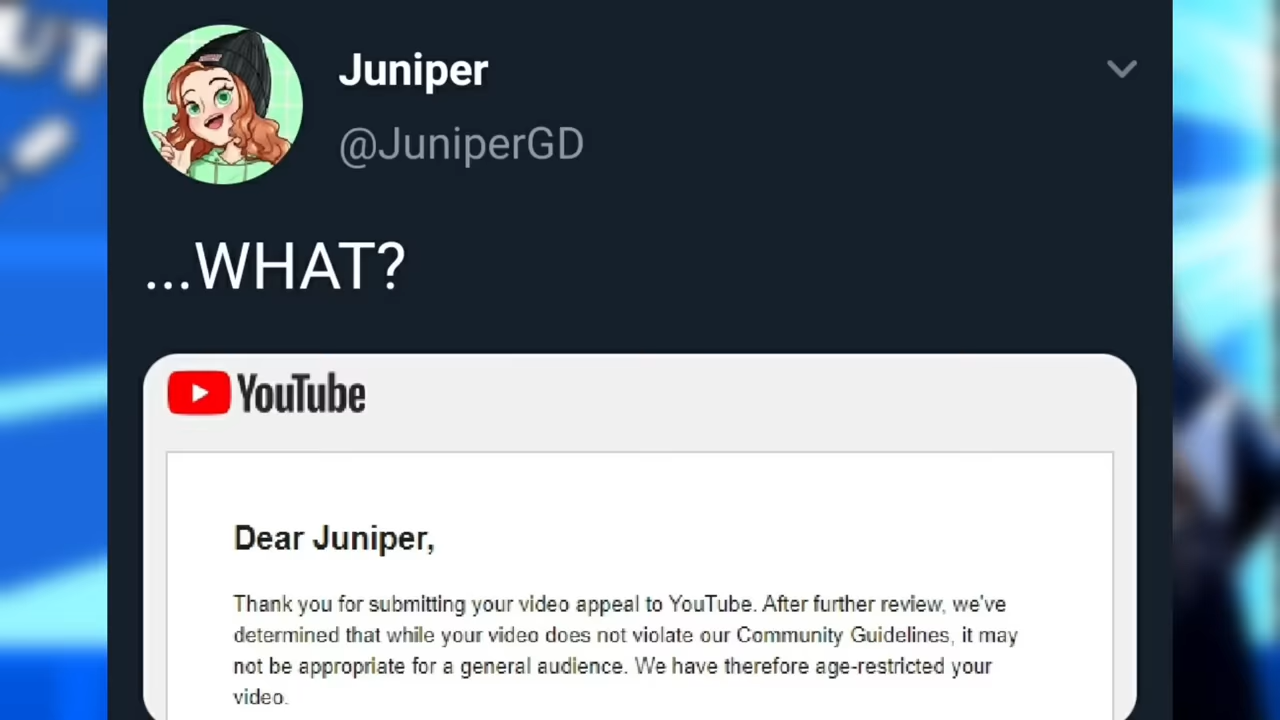 Juniper
@JuniperGD
...WHAT?
YouTube
Dear Juniper,
Thank you for submitting your video appeal to YouTube. After further review, we've
determined that while your video does not violate our Community Guidelines, it may
not be appropriate for a general audience. We have therefore age-restricted your
video.